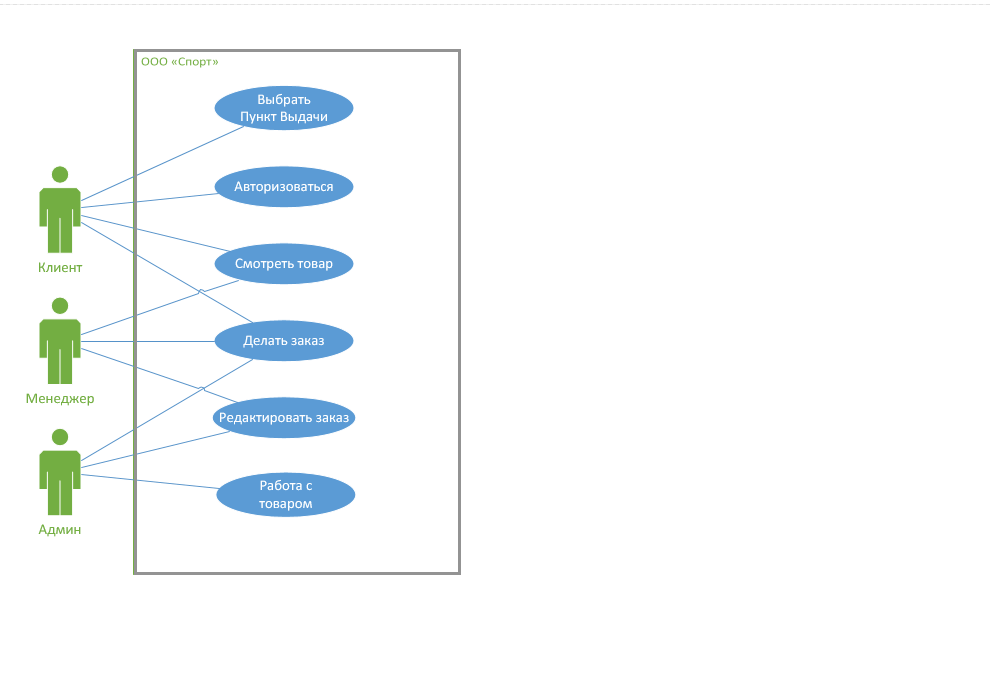 ООО «Спорт»
Выбрать
Пункт Выдачи
Авторизоваться
Смотреть товар
Клиент
Делать заказ
Менеджер
Редактировать заказ
Работа с
товаром
Админ